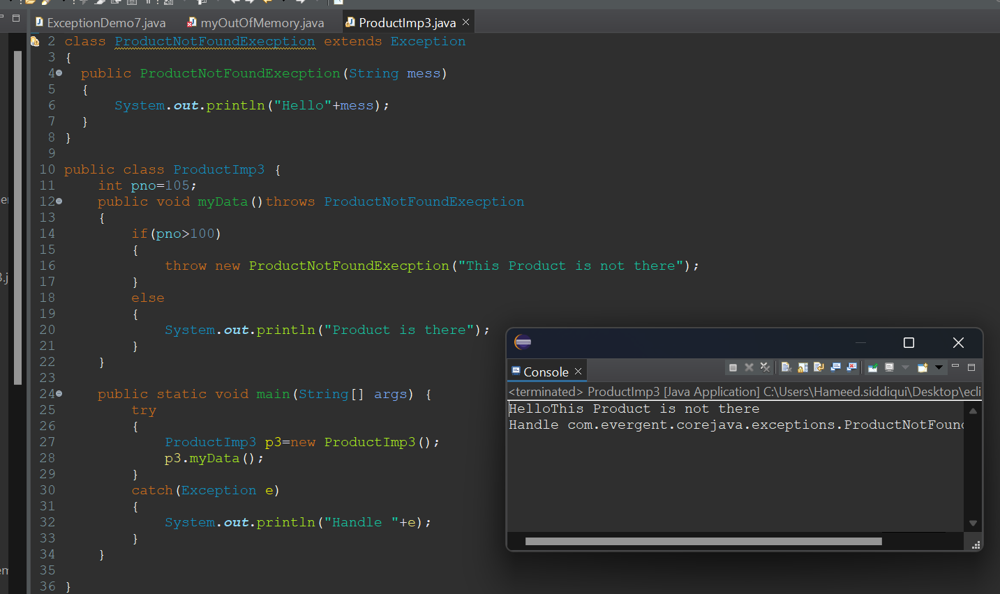 ExceptionDemo7.java myOutOfMemory.java ProductImp3.java
2 class ProductNotFoundExecption extends Exception
3 {
4 public ProductNotFoundExecption(String mess)
5 {
6 System.out.println("Hello"+mess);
7 }
8 }
9
10 public class ProductImp3 {
11 int pno=105;
12 public void myData()throws ProductNotFoundExecption
13 {
14 if(pno>100)
15 {
16 throw new ProductNotFoundExecption("This Product is not there");
17 }
18 else
19 {
20 System.out.println("Product is there");
21 }
22 }
23
24 public static void main(String[] args) {
25 try
26 {
27 ProductImp3 p3=new ProductImp3();
28 p3.myData();
29 }
30 catch(Exception e)
31 {
32 System.out.println("Handle "+e);
33 }
34 }
35
36 }
Console
<terminated> ProductImp3 [Java Application] C:\Users\Hameed.siddiqui\Desktop\ecli
HelloThis Product is not there
Handle com.evergent.corejava.exceptions.ProductNotFound